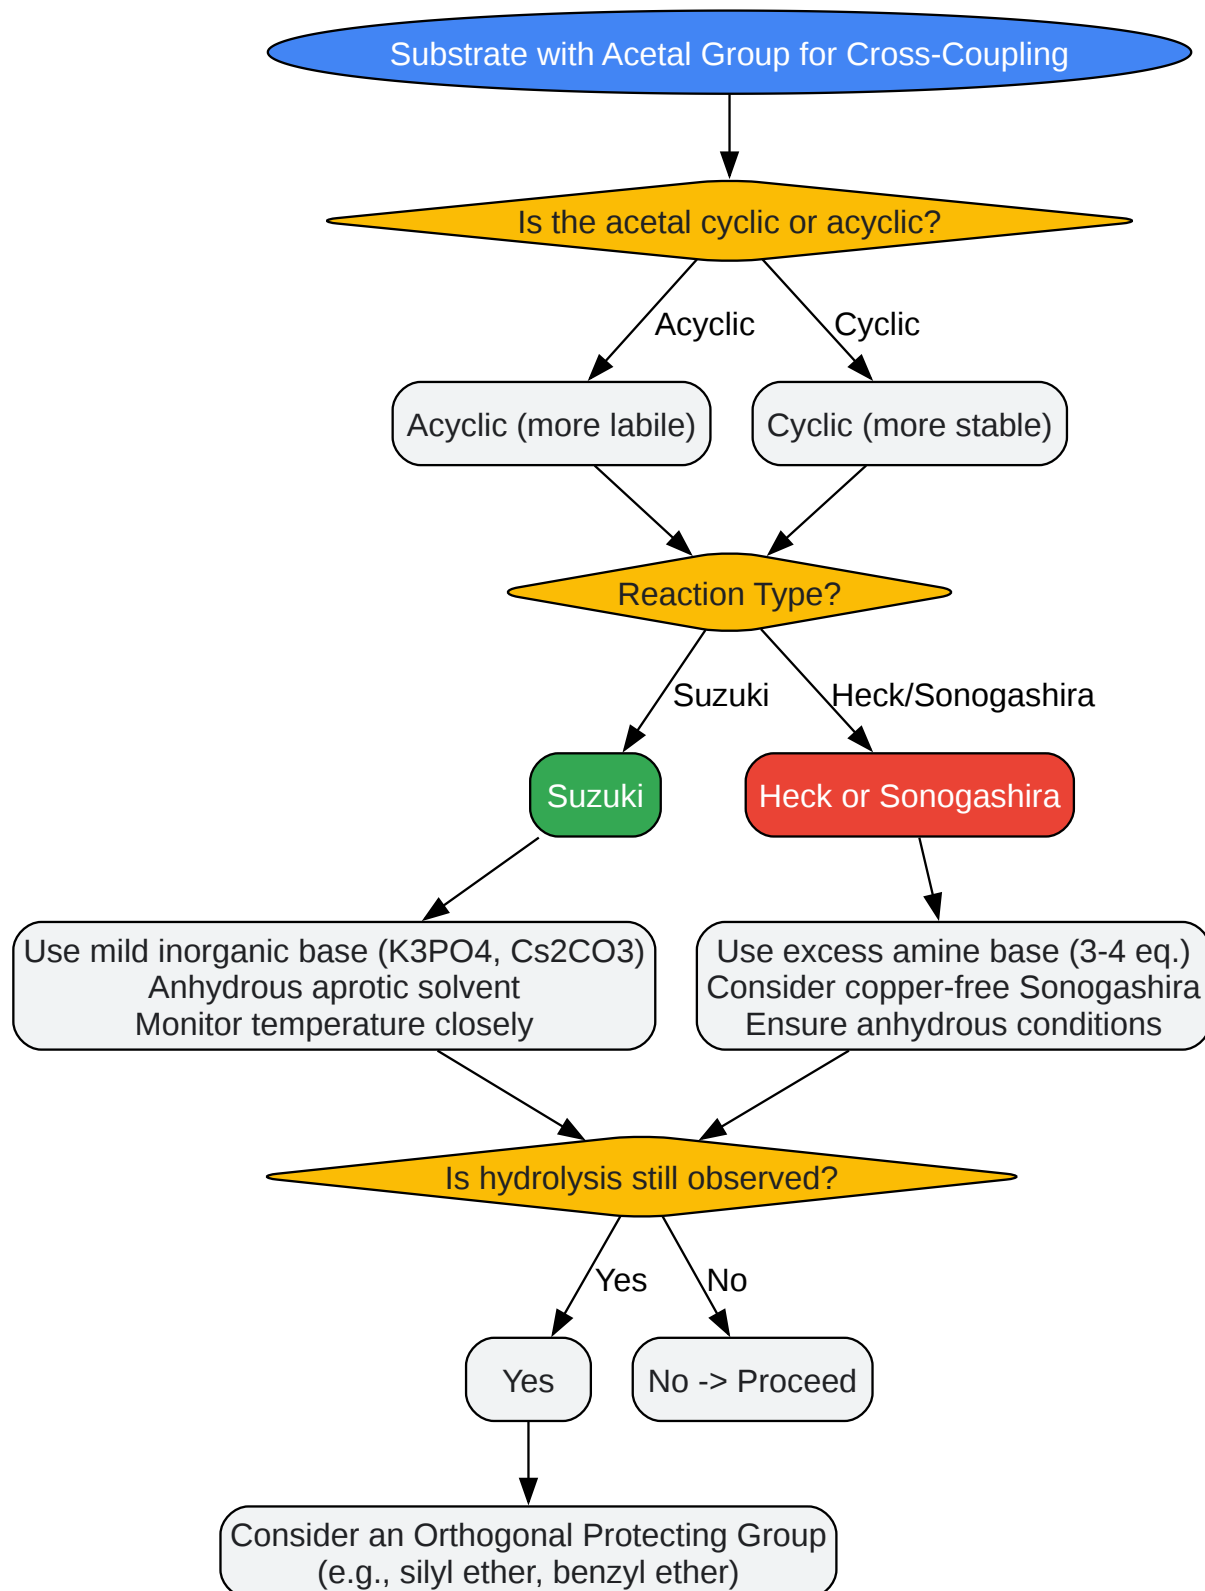 Substrate with Acetal Group for Cross-Coupling
Is the acetal cyclic or acyclic?
Acyclic
Cyclic
Acyclic (more labile)
Cyclic (more stable)
Reaction Type?
Suzuki
Heck/Sonogashira
Suzuki
Heck or Sonogashira
Use mild inorganic base (K3PO4, Cs2CO3)
Anhydrous aprotic solvent
Monitor temperature closely
Use excess amine base (3-4 eq.)
Consider copper-free Sonogashira
Ensure anhydrous conditions
Is hydrolysis still observed?
Yes
No
Yes
No -> Proceed
Consider an Orthogonal Protecting Group
(e.g., silyl ether, benzyl ether)